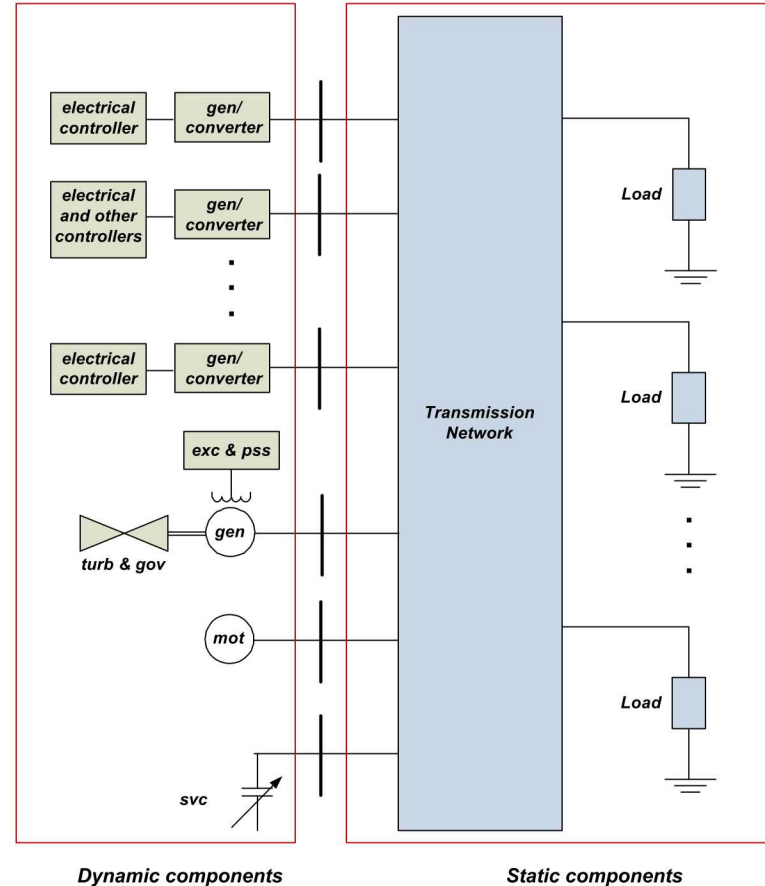 electrical
controller
gen/
converter
electrical
and other
controllers
gen/
converter
electrical
controller
gen/
converter
exc & pss
gen
turb & gov
mot
svc
Transmission
Network
Load
Load
Load
Dynamic components
Static components